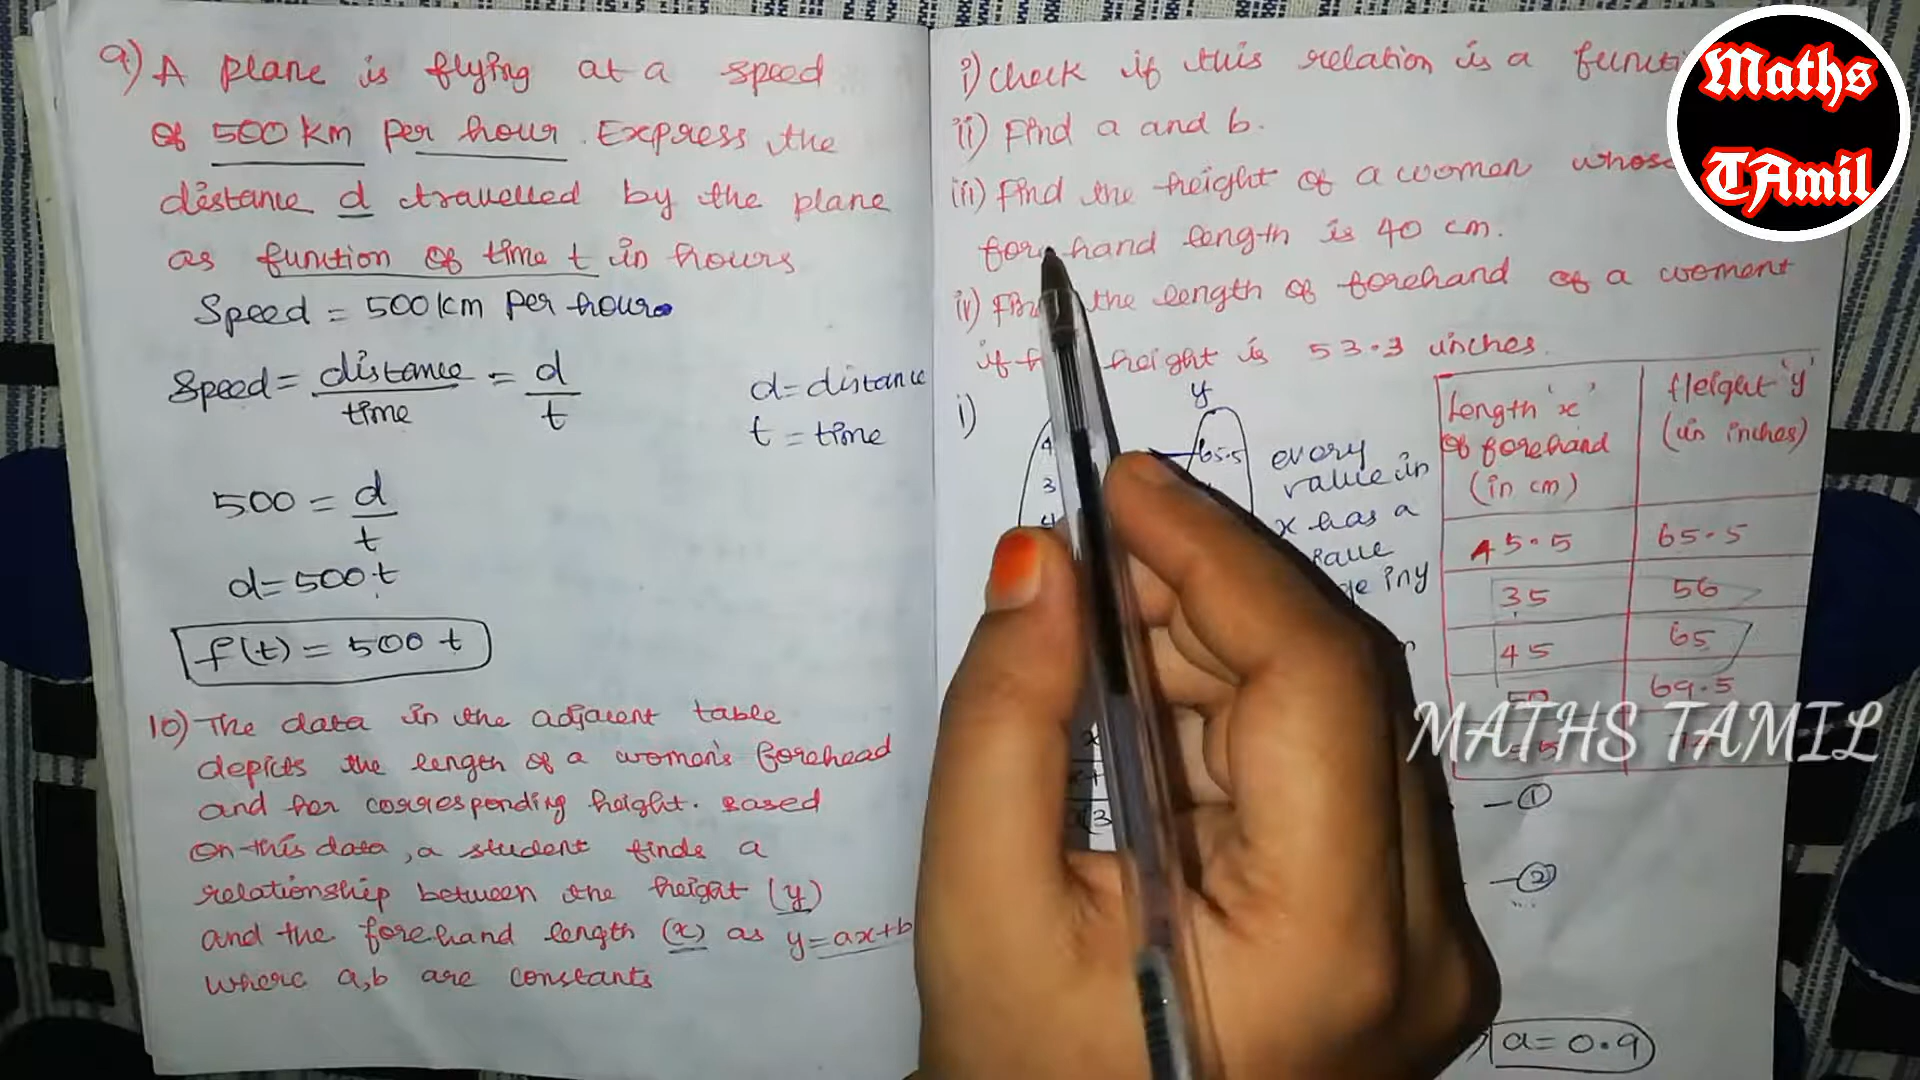 9) A plane is flying at a speed
of 500 km per hour. Express the
distance d travelled by the plane
as function of time t in hours
Speed = 500 km per hour
Speed = distance / time = d / t
d = distance
t = time
500 = d / t
d = 500t
f(t) = 500 t
10) The data in the adjacent table
depicts the length of a woman's forehead
and her corresponding height. Based
on this data, a student finds a
relationship between the height (y)
and the forehand length (x) as y = ax+b
where a,b are constants
i) Check if this relation is a
ii) Find a and b.
iii) Find the height of a women whose
forehand length is 40 cm.
iv) the length of forehand of a woment
if height is 53.3 inches.
i)
y
65.5
every
value in
x has a
in y
Length 'x'
of forehand
(in cm)
Height 'y'
(in inches)
45.5 65.5
35 56
45 65
50 69.5
- ①
- ②
a = 0.9
Maths
TAmil
MATHS TAMIL